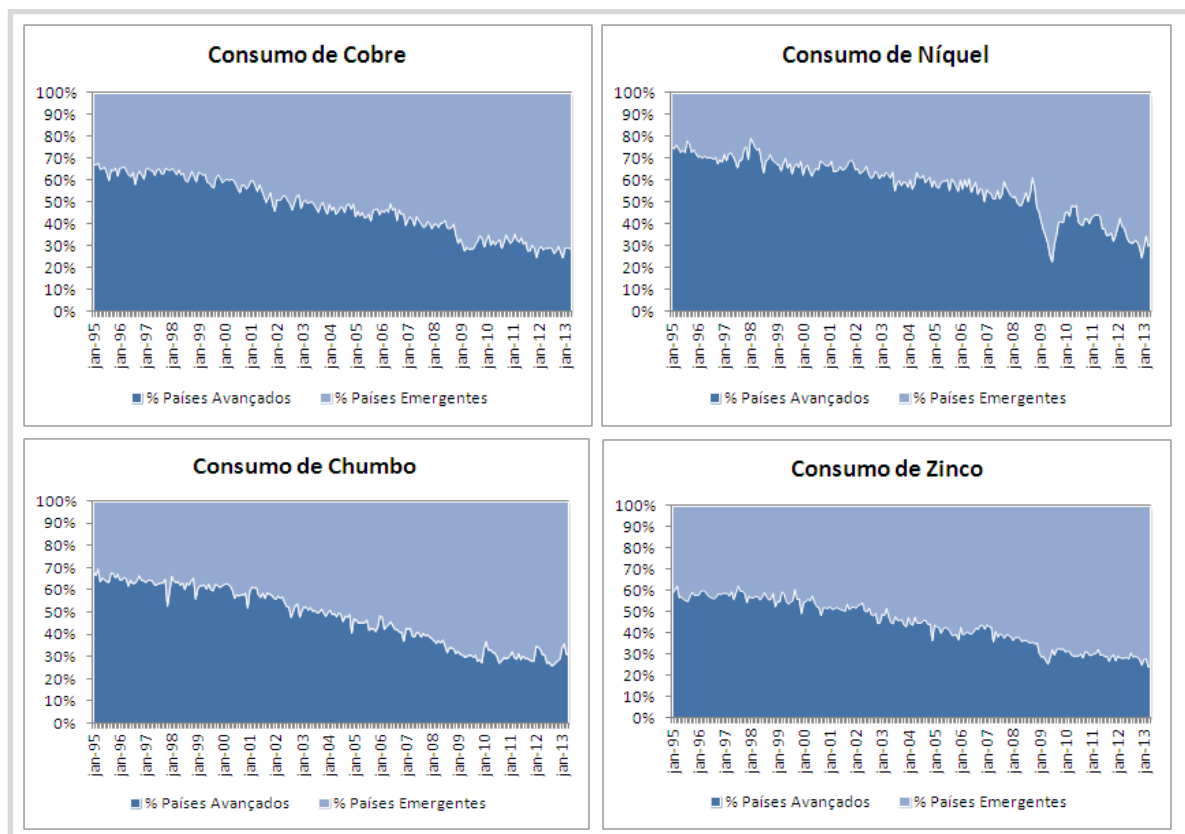 Consumo de Cobre
100%
90%
80%
70%
60%
50%
40%
30%
20%
10%
0%
jan-95
jan-96
jan-97
jan-98
jan-99
jan-00
jan-01
jan-02
jan-03
jan-04
jan-05
jan-06
jan-07
jan-08
jan-09
jan-10
jan-11
jan-12
jan-13
% Países Avançados % Países Emergentes
Consumo de Níquel
100%
90%
80%
70%
60%
50%
40%
30%
20%
10%
0%
jan-95
jan-96
jan-97
jan-98
jan-99
jan-00
jan-01
jan-02
jan-03
jan-04
jan-05
jan-06
jan-07
jan-08
jan-09
jan-10
jan-11
jan-12
jan-13
% Países Avançados % Países Emergentes
Consumo de Chumbo
100%
90%
80%
70%
60%
50%
40%
30%
20%
10%
0%
jan-95
jan-96
jan-97
jan-98
jan-99
jan-00
jan-01
jan-02
jan-03
jan-04
jan-05
jan-06
jan-07
jan-08
jan-09
jan-10
jan-11
jan-12
jan-13
% Países Avançados % Países Emergentes
Consumo de Zinco
100%
90%
80%
70%
60%
50%
40%
30%
20%
10%
0%
jan-95
jan-96
jan-97
jan-98
jan-99
jan-00
jan-01
jan-02
jan-03
jan-04
jan-05
jan-06
jan-07
jan-08
jan-09
jan-10
jan-11
jan-12
jan-13
% Países Avançados % Países Emergentes